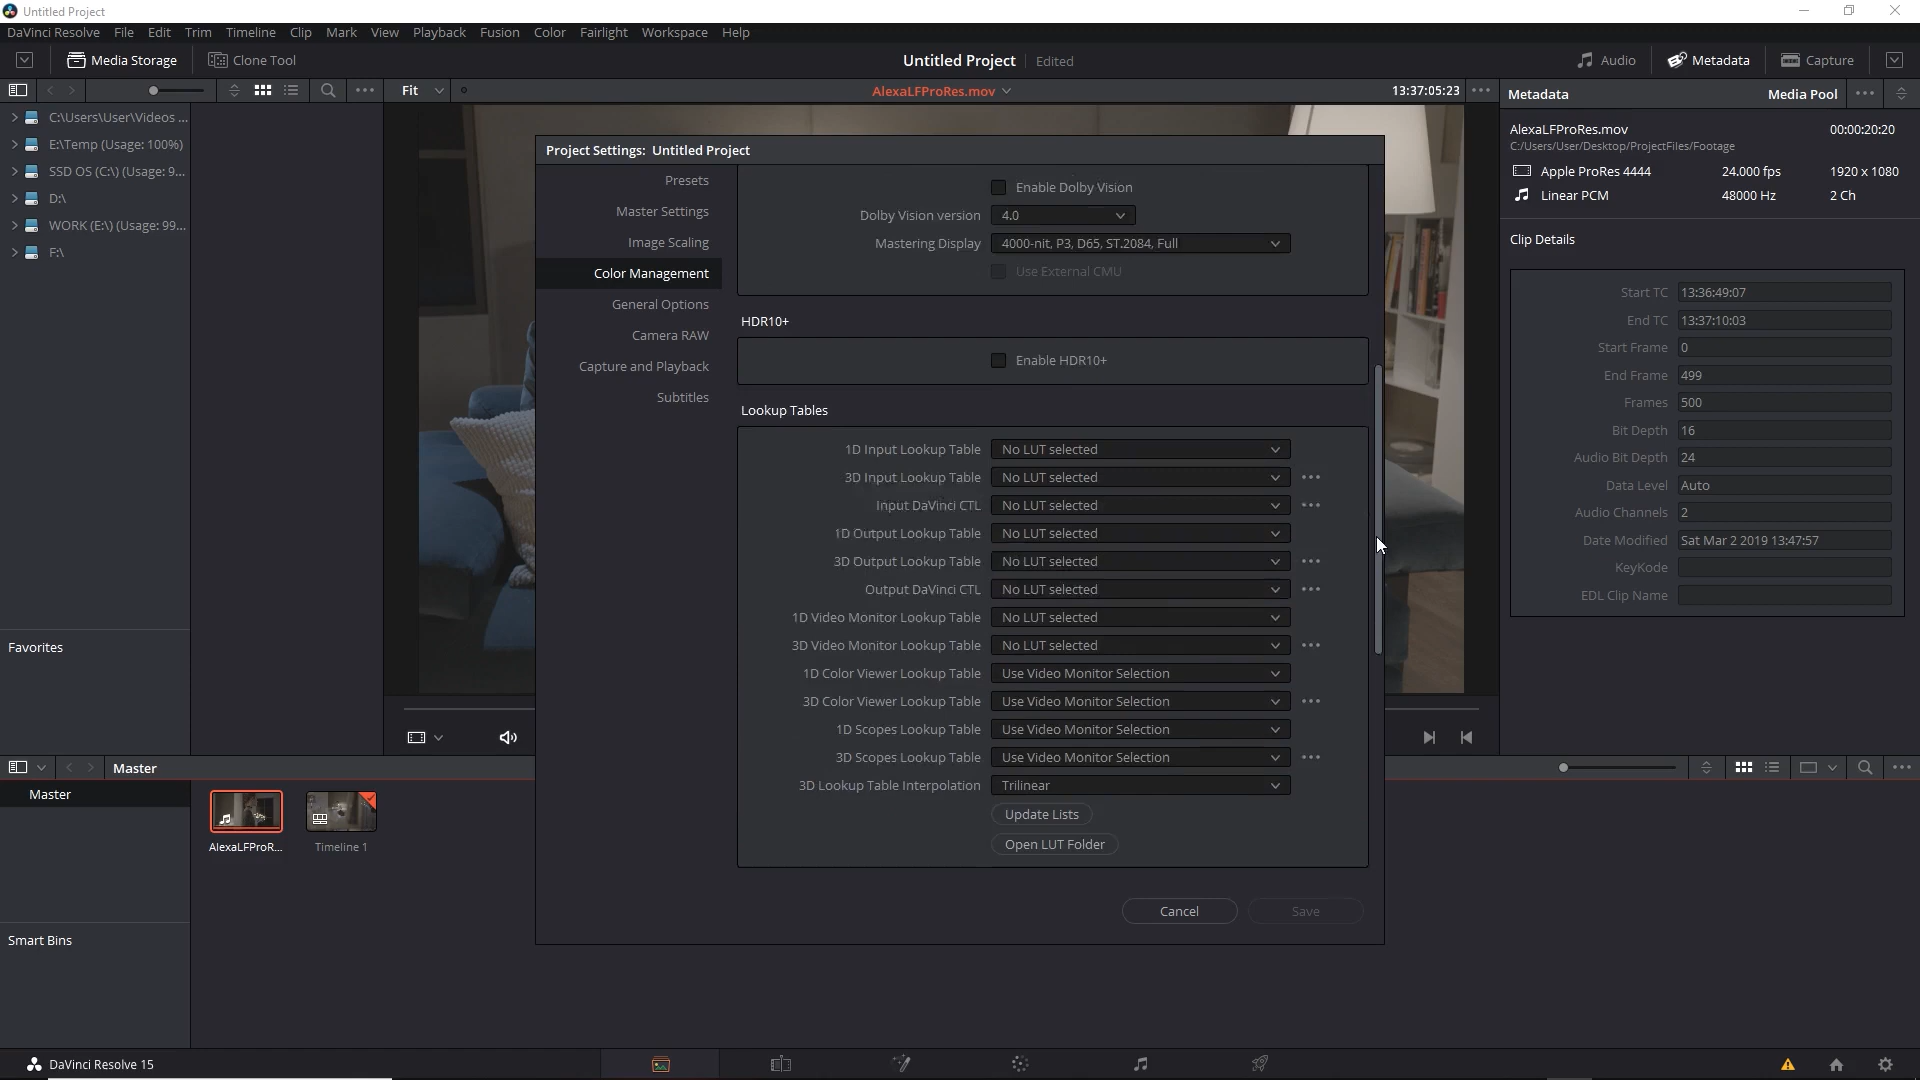 Untitled Project
DaVinci Resolve File Edit Trim Timeline Clip Mark View Playback Fusion Color Fairlight Workspace Help
Media Storage Clone Tool Untitled Project Edited Audio Metadata Capture
Fit AlexaLFProRes.mov 13:37:05:23 Metadata Media Pool
C:\Users\User\Videos ...
E:\Temp (Usage: 100%)
SSD OS (C:\) (Usage: 9...
D:\
WORK (E:\) (Usage: 99...
F:\
Favorites
Project Settings: Untitled Project
Presets
Master Settings
Image Scaling
Color Management
General Options
Camera RAW
Capture and Playback
Subtitles
Enable Dolby Vision
Dolby Vision version 4.0
Mastering Display 4000-nit, P3, D65, ST.2084, Full
Use External CMU
HDR10+
Enable HDR10+
Lookup Tables
1D Input Lookup Table No LUT selected
3D Input Lookup Table No LUT selected
Input DaVinci CTL No LUT selected
1D Output Lookup Table No LUT selected
3D Output Lookup Table No LUT selected
Output DaVinci CTL No LUT selected
1D Video Monitor Lookup Table No LUT selected
3D Video Monitor Lookup Table No LUT selected
1D Color Viewer Lookup Table Use Video Monitor Selection
3D Color Viewer Lookup Table Use Video Monitor Selection
1D Scopes Lookup Table Use Video Monitor Selection
3D Scopes Lookup Table Use Video Monitor Selection
3D Lookup Table Interpolation Trilinear
Update Lists
Open LUT Folder
Cancel Save
AlexaLFProRes.mov 00:00:20:20
C:/Users/User/Desktop/ProjectFiles/Footage
Apple ProRes 4444 24.000 fps 1920 x 1080
Linear PCM 48000 Hz 2 Ch
Clip Details
Start TC 13:36:49:07
End TC 13:37:10:03
Start Frame 0
End Frame 499
Frames 500
Bit Depth 16
Audio Bit Depth 24
Data Level Auto
Audio Channels 2
Date Modified Sat Mar 2 2019 13:47:57
KeyKode
EDL Clip Name
Master
Master
AlexaLFProR... Timeline 1
Smart Bins
DaVinci Resolve 15